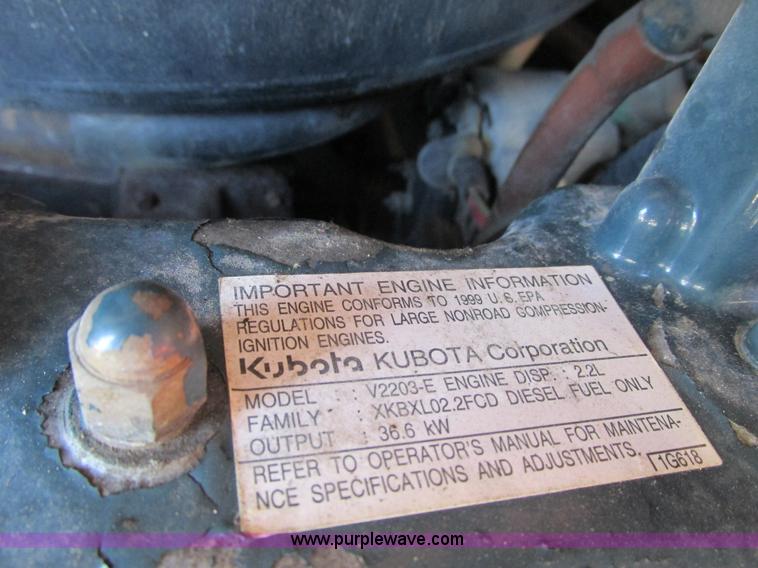 IMPORTANT ENGINE INFORMATION
THIS ENGINE CONFORMS TO 1999 U.S.EPA
REGULATIONS FOR LARGE NONROAD COMPRESSION-
IGNITION ENGINES.
Kubota KUBOTA Corporation
MODEL : V2203-E ENGINE DISP. : 2.2L
FAMILY : XKBXL02.2FCD DIESEL FUEL ONLY
OUTPUT : 36.6 kW
REFER TO OPERATOR'S MANUAL FOR MAINTENA-
NCE SPECIFICATIONS AND ADJUSTMENTS.
1G618
www.purplewave.com